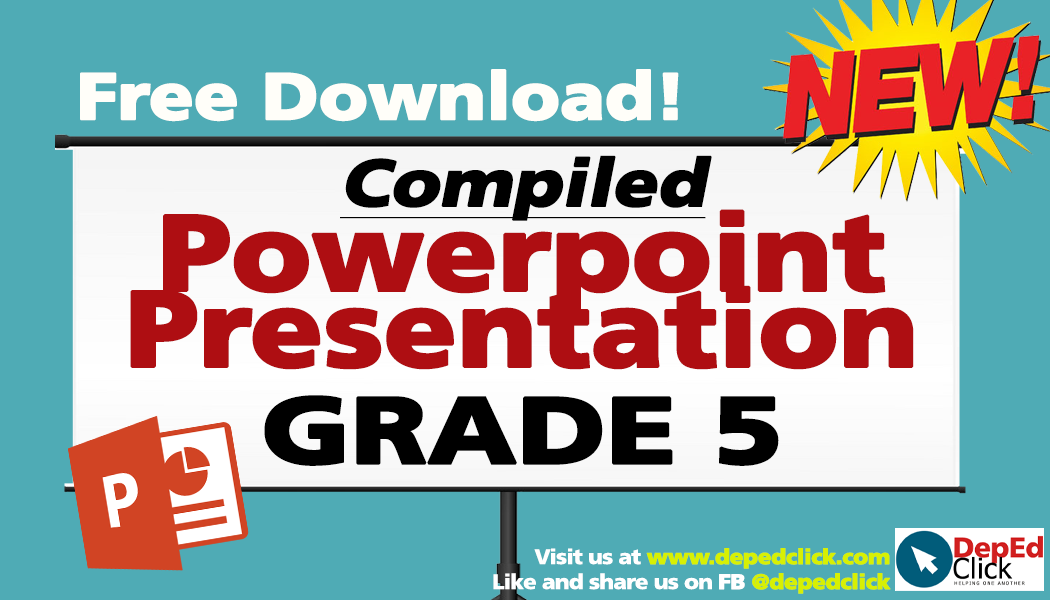 Free Download!
NEW!
Compiled
Powerpoint
Presentation
GRADE 5
P
Visit us at www.depedclick.com
Like and share us on FB @depedclick
DepEd
Click
HELPING ONE ANOTHER